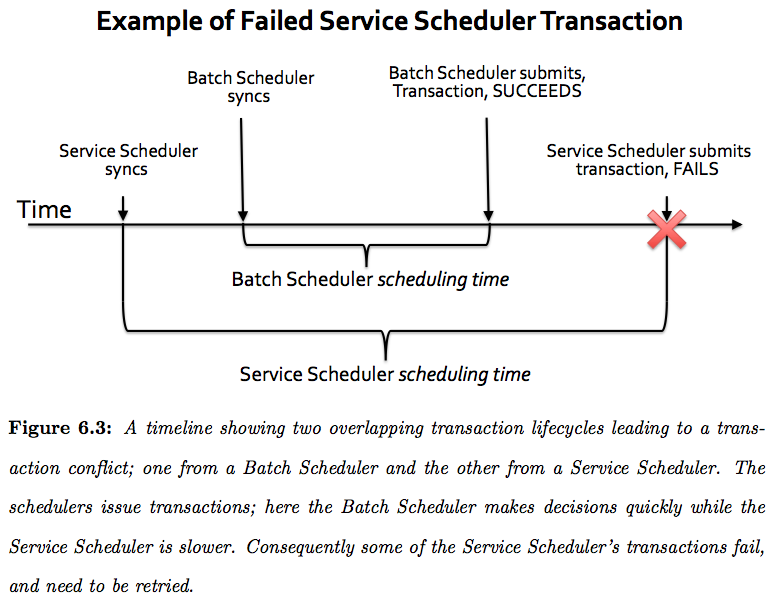 Example of Failed Service Scheduler Transaction
Batch Scheduler
syncs
Batch Scheduler submits,
Transaction, SUCCEEDS
Service Scheduler
syncs
Service Scheduler submits
transaction, FAILS
Time
Batch Scheduler scheduling time
Service Scheduler scheduling time
Figure 6.3: A timeline showing two overlapping transaction lifecycles leading to a trans-
action conflict; one from a Batch Scheduler and the other from a Service Scheduler. The
schedulers issue transactions; here the Batch Scheduler makes decisions quickly while the
Service Scheduler is slower. Consequently some of the Service Scheduler's transactions fail,
and need to be retried.